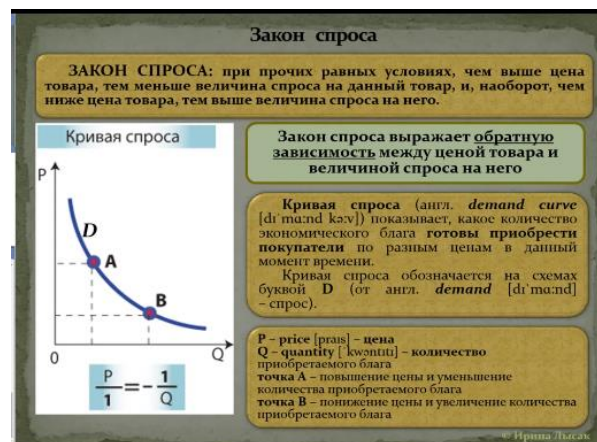 Закон спроса
ЗАКОН СПРОСА: при прочих равных условиях, чем выше цена
товара, тем меньше величина спроса на данный товар, и, наоборот, чем
ниже цена товара, тем выше величина спроса на него.
Кривая спроса
P
D
A
B
0
Q
P/1 = - 1/Q
Закон спроса выражает обратную
зависимость между ценой товара и
величиной спроса на него
Кривая спроса (англ. demand curve
[dɪˈmɑ:nd kə:v]) показывает, какое количество
экономического блага готовы приобрести
покупатели по разным ценам в данный
момент времени.
Кривая спроса обозначается на схемах
буквой D (от англ. demand [dɪˈmɑ:nd]
– спрос).
P – price [praɪs] – цена
Q – quantity [ˈkwɒntɪtɪ] – количество
приобретаемого блага
точка А – повышение цены и уменьшение
количества приобретаемого блага
точка В – понижение цены и увеличение количества
приобретаемого блага
© Ирина Лысак